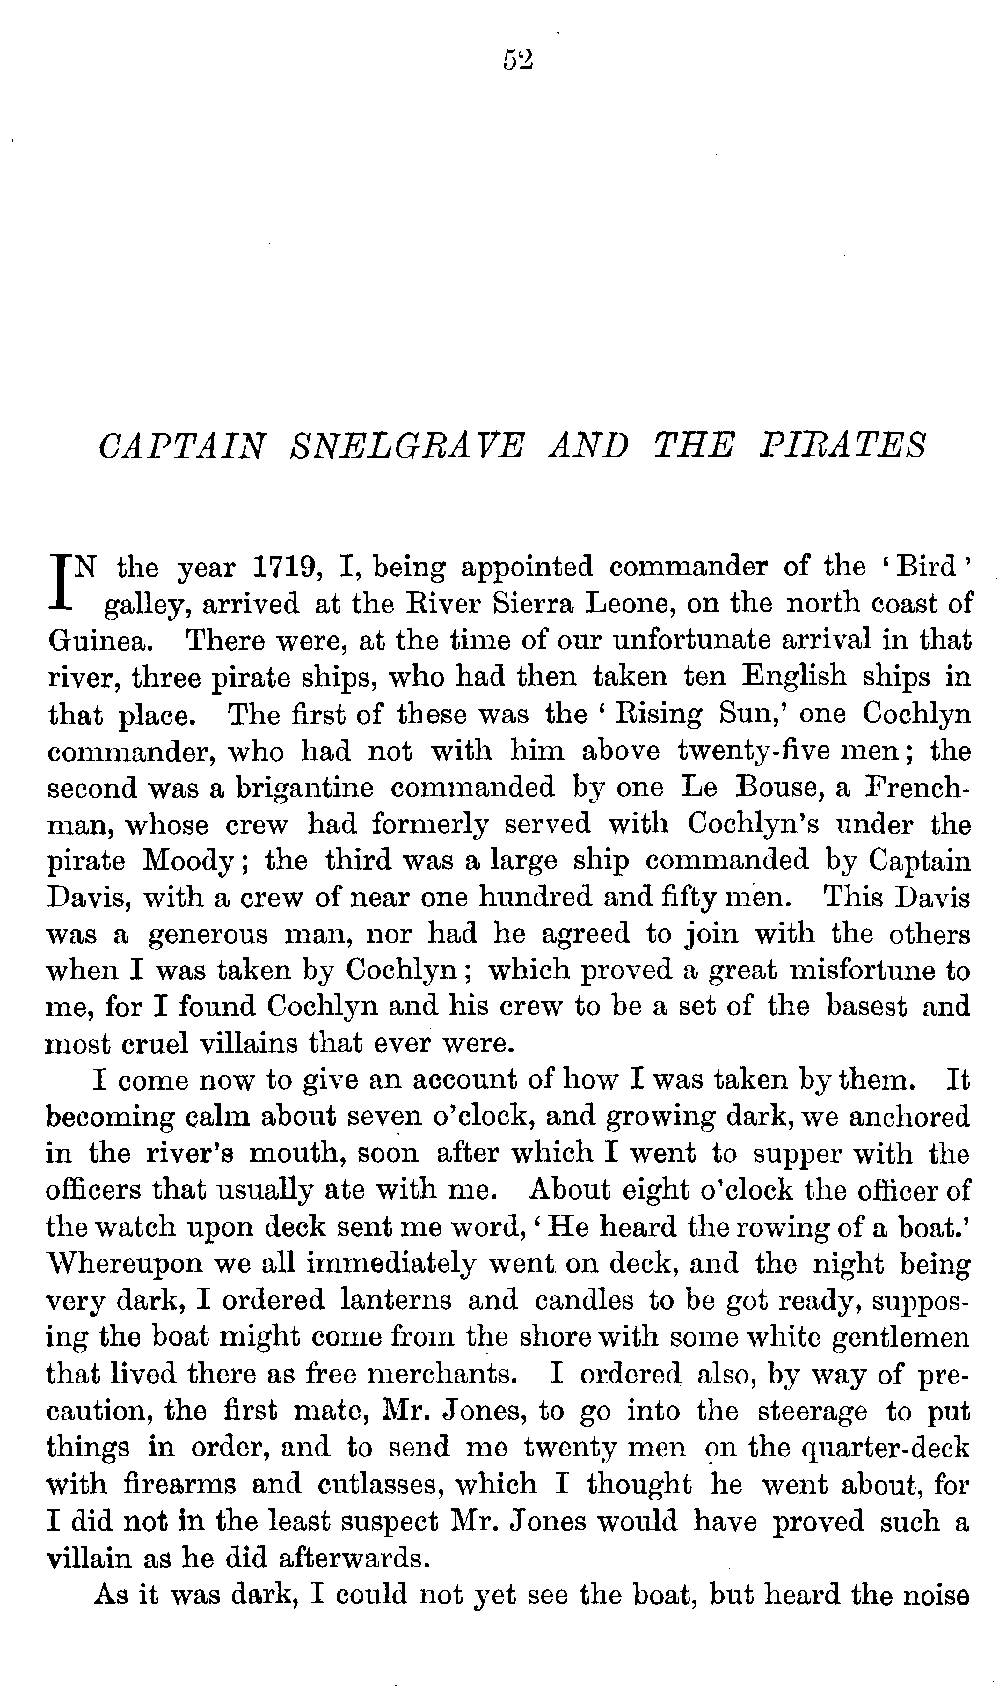 52
CAPTAIN SNELGRAVE AND THE PIRATES
IN the year 1719, I, being appointed commander of the ‘Bird’
galley, arrived at the River Sierra Leone, on the north coast of
Guinea. There were, at the time of our unfortunate arrival in that
river, three pirate ships, who had then taken ten English ships in
that place. The first of these was the ‘Rising Sun,’ one Cochlyn
commander, who had not with him above twenty-five men; the
second was a brigantine commanded by one Le Bouse, a French-
man, whose crew had formerly served with Cochlyn’s under the
pirate Moody; the third was a large ship commanded by Captain
Davis, with a crew of near one hundred and fifty men. This Davis
was a generous man, nor had he agreed to join with the others
when I was taken by Cochlyn; which proved a great misfortune to
me, for I found Cochlyn and his crew to be a set of the basest and
most cruel villains that ever were.
I come now to give an account of how I was taken by them. It
becoming calm about seven o’clock, and growing dark, we anchored
in the river’s mouth, soon after which I went to supper with the
officers that usually ate with me. About eight o’clock the officer of
the watch upon deck sent me word, ‘He heard the rowing of a boat.’
Whereupon we all immediately went on deck, and the night being
very dark, I ordered lanterns and candles to be got ready, suppos-
ing the boat might come from the shore with some white gentlemen
that lived there as free merchants. I ordered also, by way of pre-
caution, the first mate, Mr. Jones, to go into the steerage to put
things in order, and to send me twenty men on the quarter-deck
with firearms and cutlasses, which I thought he went about, for
I did not in the least suspect Mr. Jones would have proved such a
villain as he did afterwards.
As it was dark, I could not yet see the boat, but heard the noise